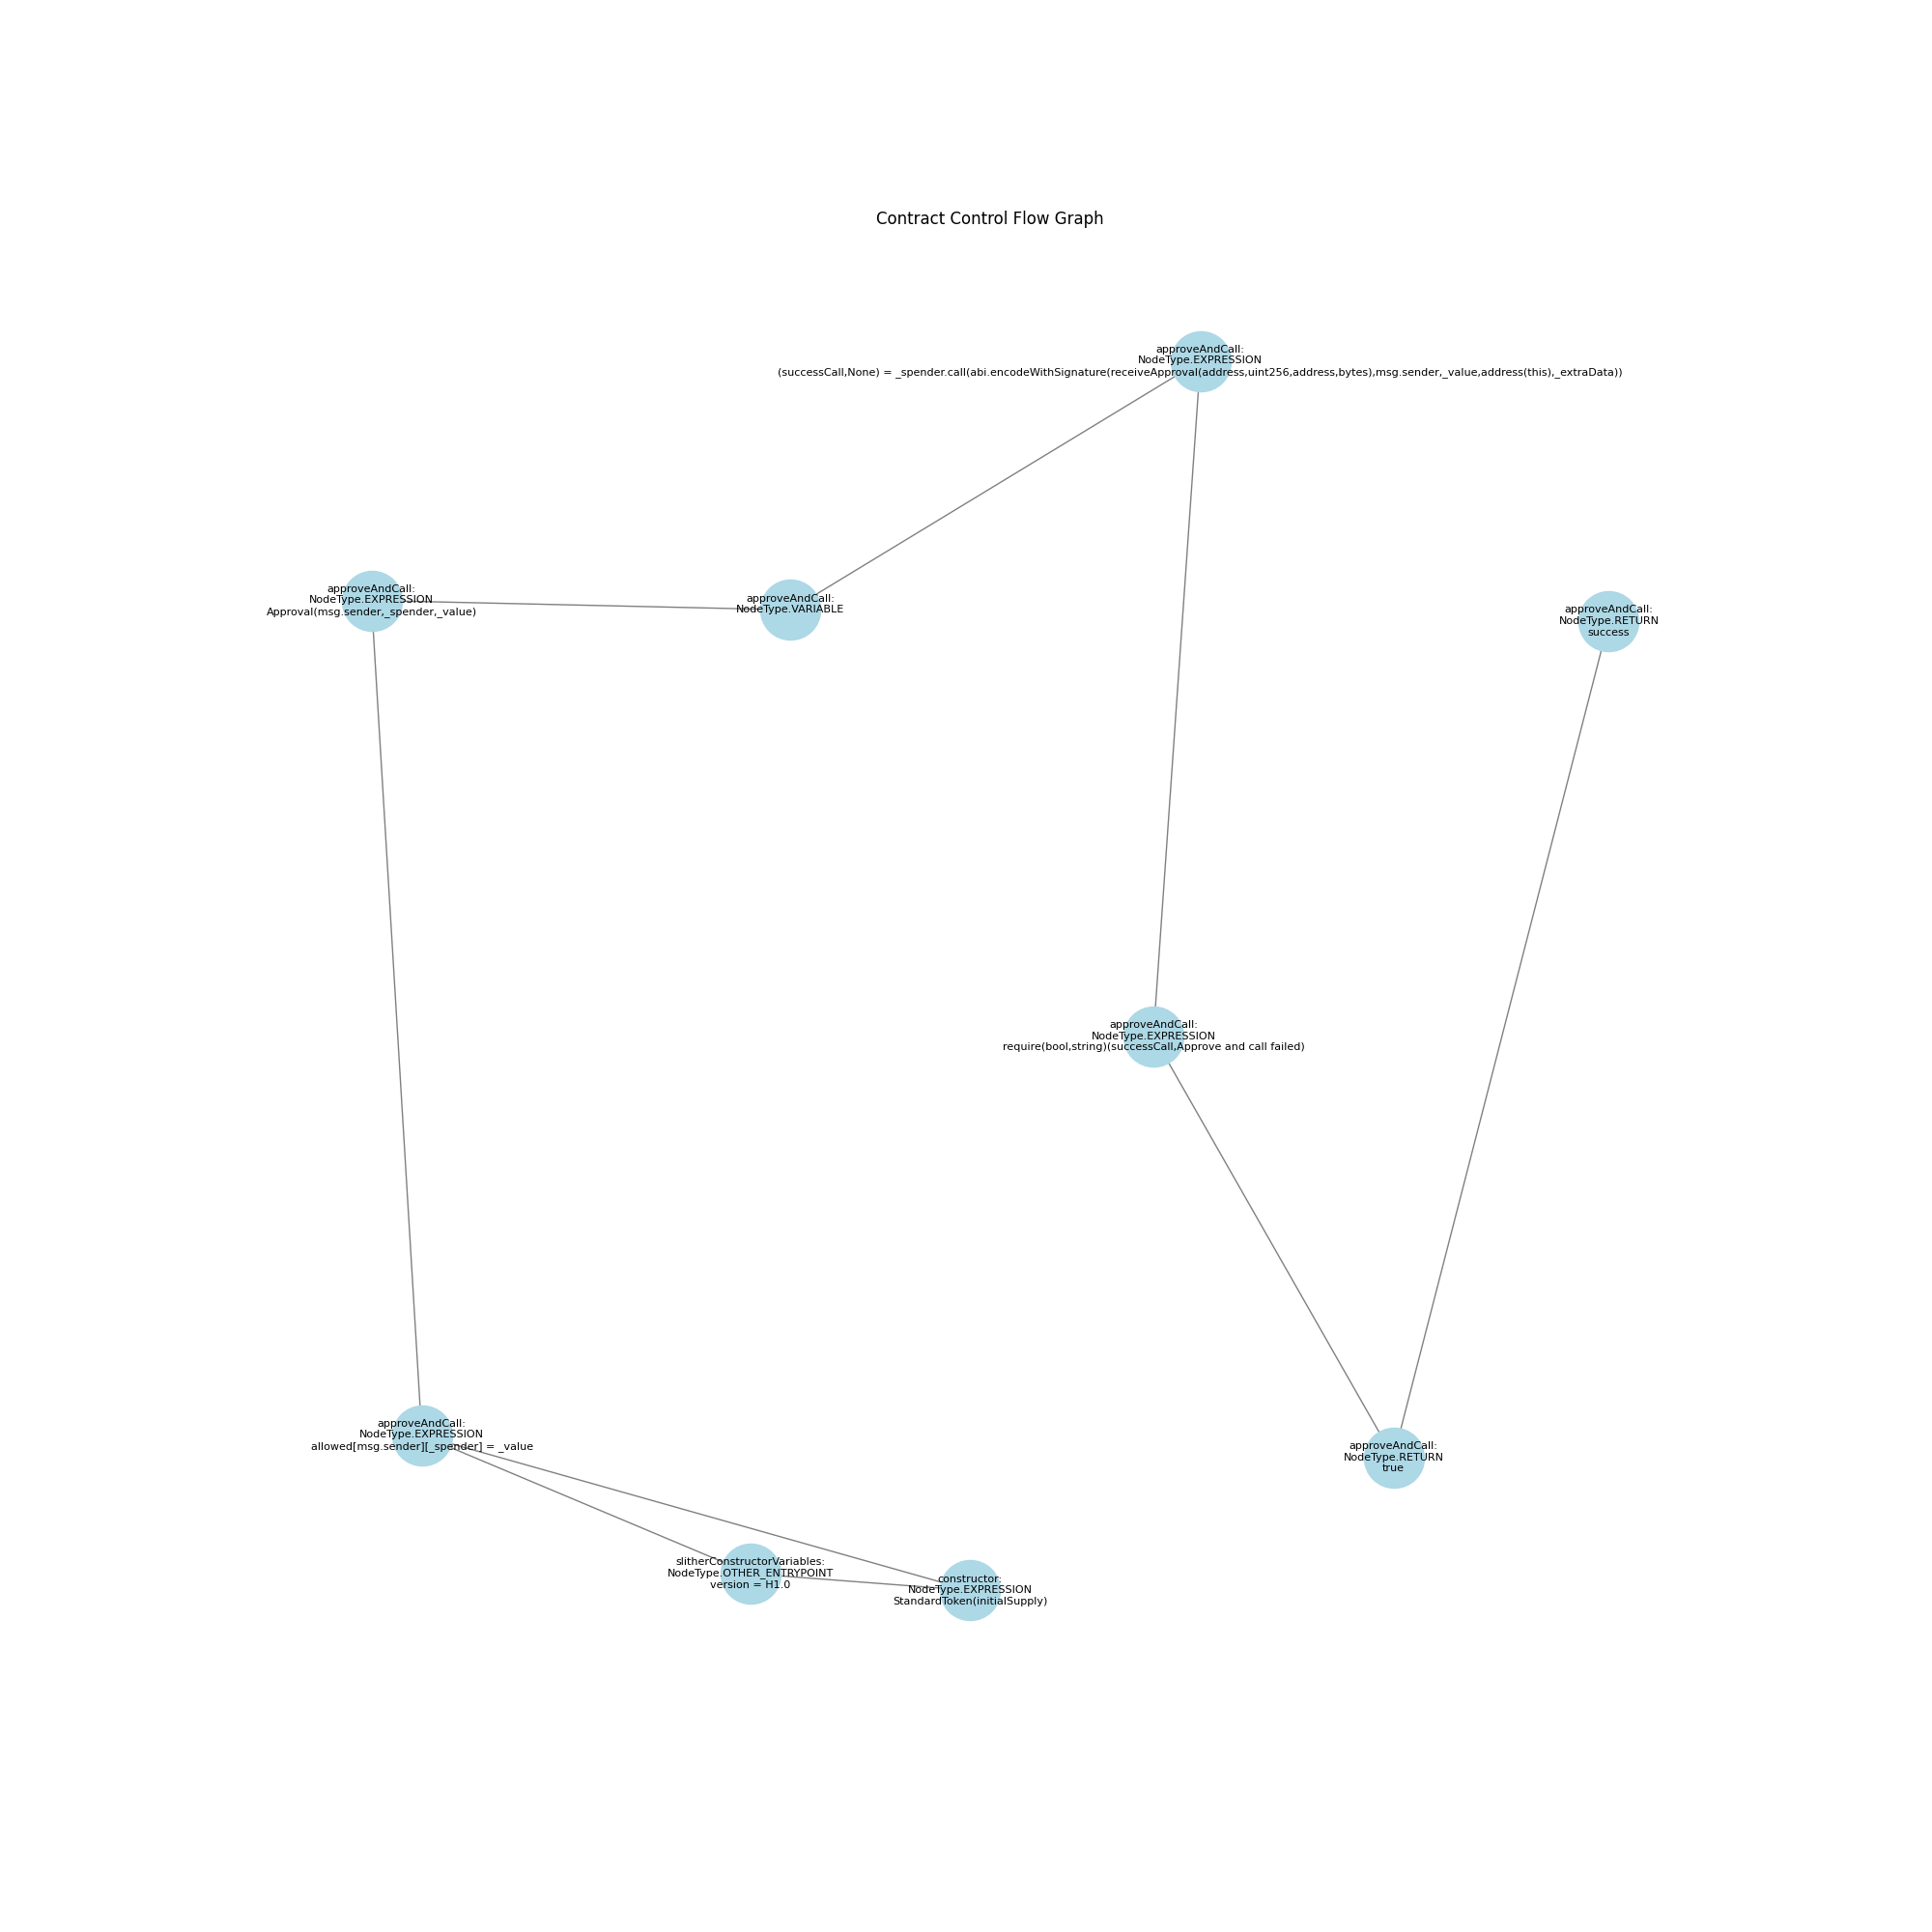 Contract Control Flow Graph
approveAndCall:
NodeType.EXPRESSION
(successCall,None) = _spender.call(abi.encodeWithSignature(receiveApproval(address,uint256,address,bytes),msg.sender,_value,address(this),_extraData))
approveAndCall:
NodeType.EXPRESSION
Approval(msg.sender,_spender,_value)
approveAndCall:
NodeType.VARIABLE
approveAndCall:
NodeType.RETURN
success
approveAndCall:
NodeType.EXPRESSION
require(bool,string)(successCall,Approve and call failed)
approveAndCall:
NodeType.EXPRESSION
allowed[msg.sender][_spender] = _value
approveAndCall:
NodeType.RETURN
true
slitherConstructorVariables:
NodeType.OTHER_ENTRYPOINT
version = H1.0
constructor:
NodeType.EXPRESSION
StandardToken(initialSupply)